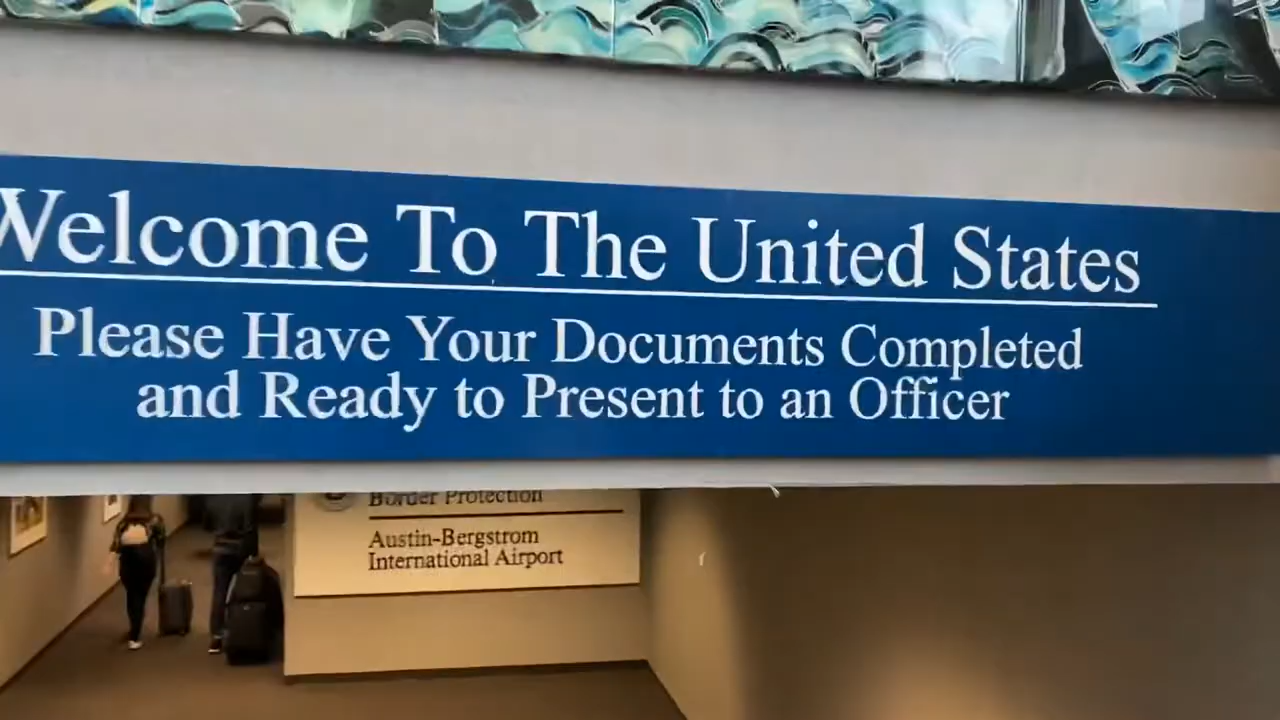 Welcome To The United States
Please Have Your Documents Completed
and Ready to Present to an Officer
Border Protection
Austin-Bergstrom
International Airport